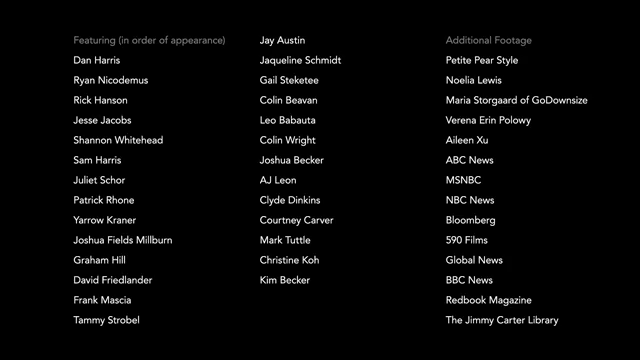 Featuring (in order of appearance)
Dan Harris
Ryan Nicodemus
Rick Hanson
Jesse Jacobs
Shannon Whitehead
Sam Harris
Juliet Schor
Patrick Rhone
Yarrow Kraner
Joshua Fields Millburn
Graham Hill
David Friedlander
Frank Mascia
Tammy Strobel
Jay Austin
Jaqueline Schmidt
Gail Steketee
Colin Beavan
Leo Babauta
Colin Wright
Joshua Becker
AJ Leon
Clyde Dinkins
Courtney Carver
Mark Tuttle
Christine Koh
Kim Becker
Additional Footage
Petite Pear Style
Noelia Lewis
Maria Storgaard of GoDownsize
Verena Erin Polowy
Aileen Xu
ABC News
MSNBC
NBC News
Bloomberg
590 Films
Global News
BBC News
Redbook Magazine
The Jimmy Carter Library